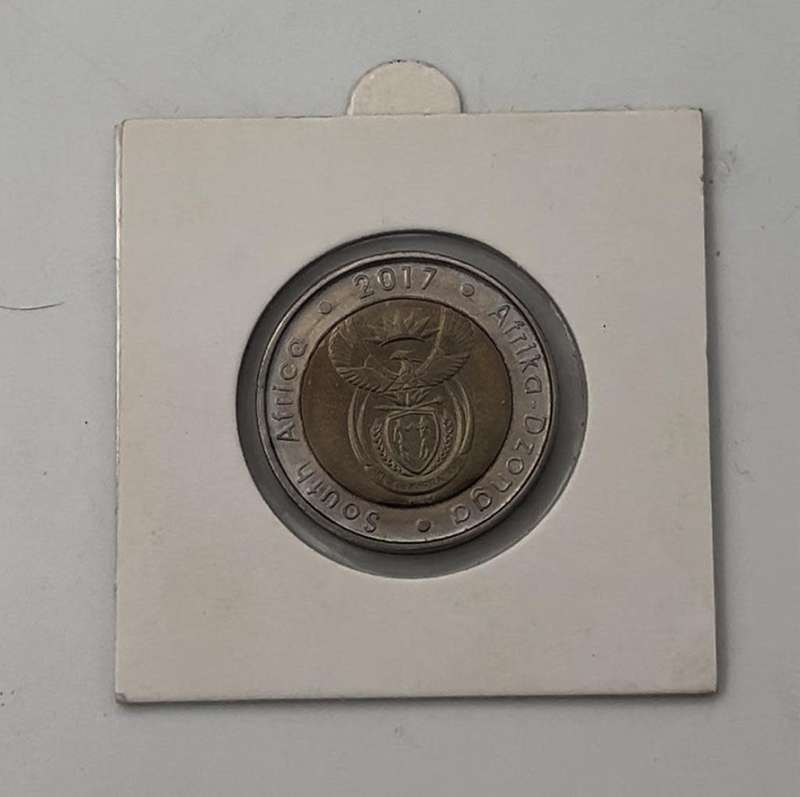 South Africa • 2017 • Afrika-Dzonga •